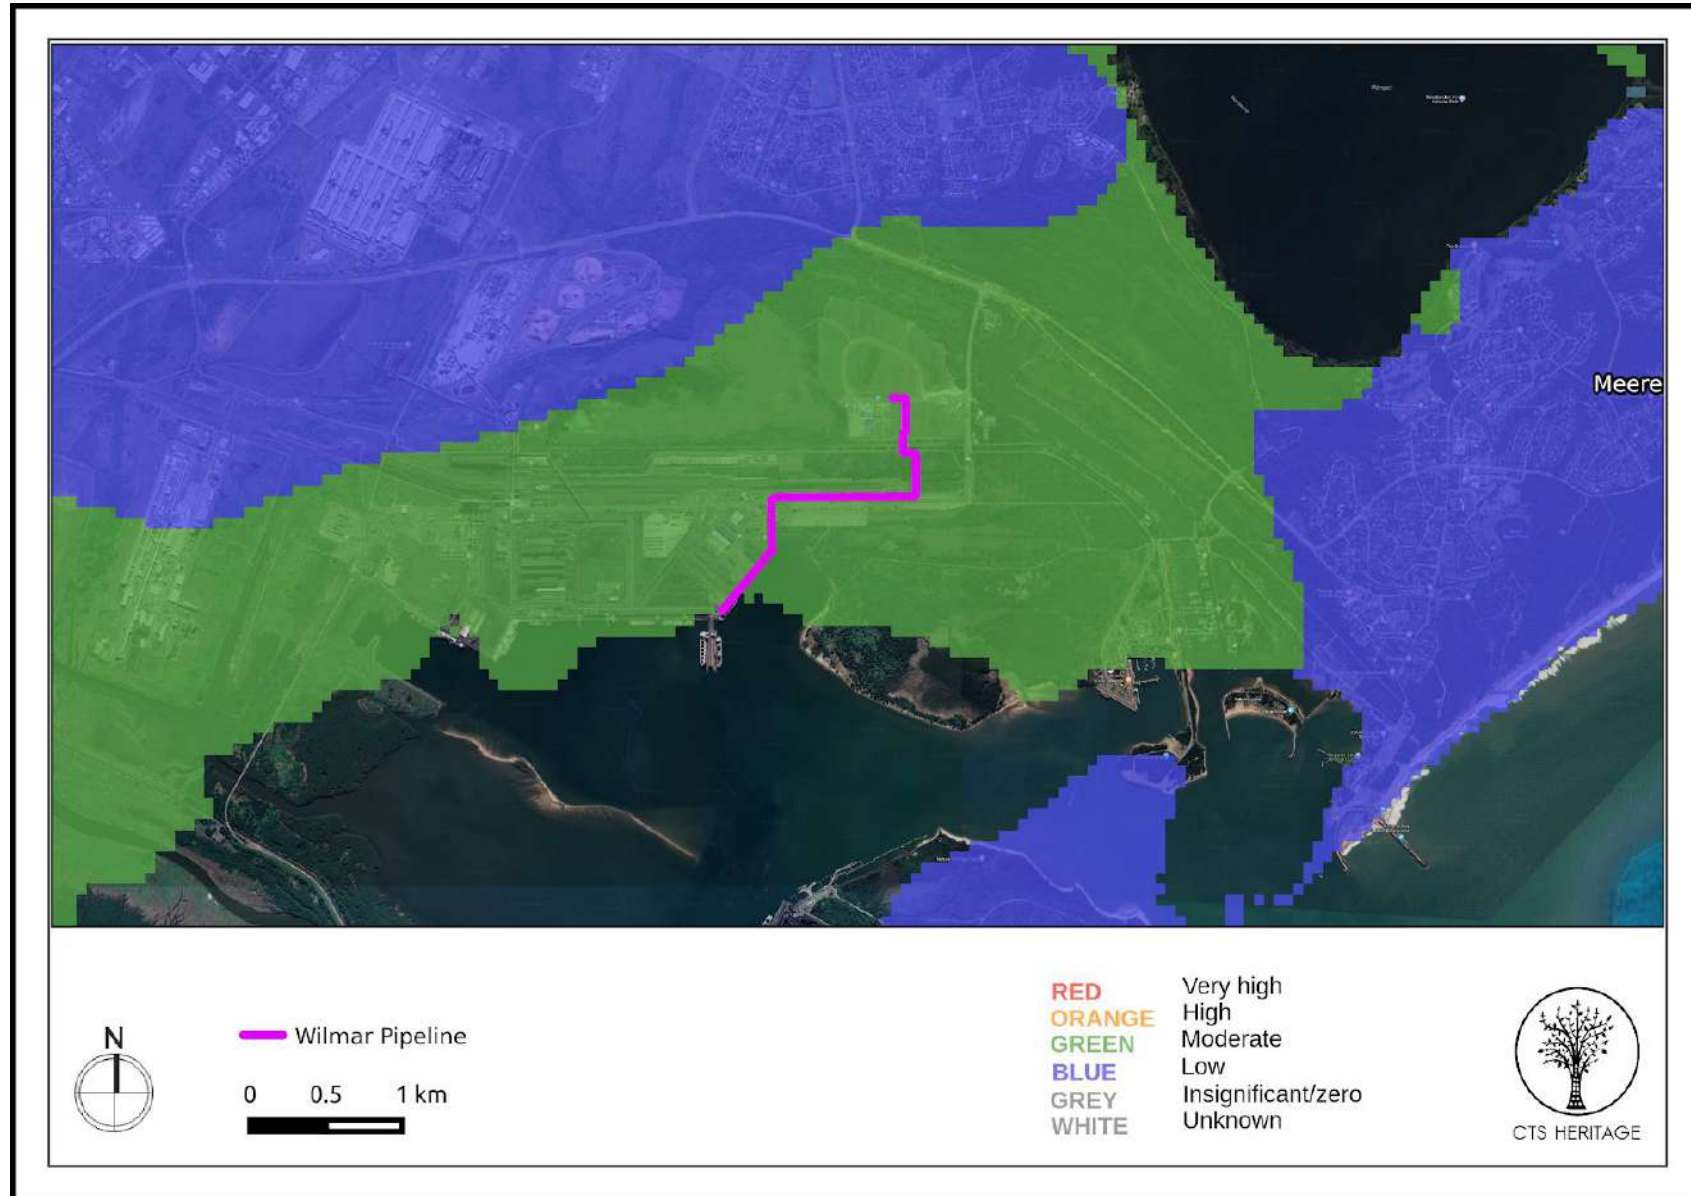 Meere
N
Wilmar Pipeline
0 0.5 1 km
RED Very high
ORANGE High
GREEN Moderate
BLUE Low
GREY Insignificant/zero
WHITE Unknown
CTS HERITAGE